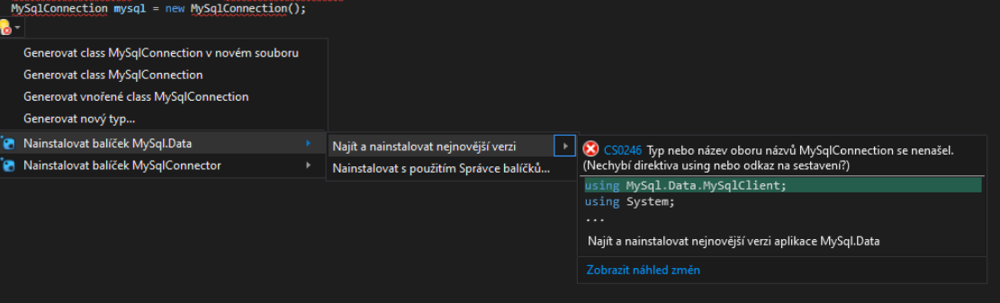 MySqlConnection mysql = new MySqlConnection();
Generovat class MySqlConnection v novém souboru
Generovat class MySqlConnection
Generovat vnořené class MySqlConnection
Generovat nový typ...
Nainstalovat balíček MySql.Data
Nainstalovat balíček MySqlConnector
Najít a nainstalovat nejnovější verzi
Nainstalovat s použitím Správce balíčků...
CS0246 Typ nebo název oboru názvů MySqlConnection se nenašel.
(Nechybí direktiva using nebo odkaz na sestavení?)
using MySql.Data.MySqlClient;
using System;
...
Najít a nainstalovat nejnovější verzi aplikace MySql.Data
Zobrazit náhled změn